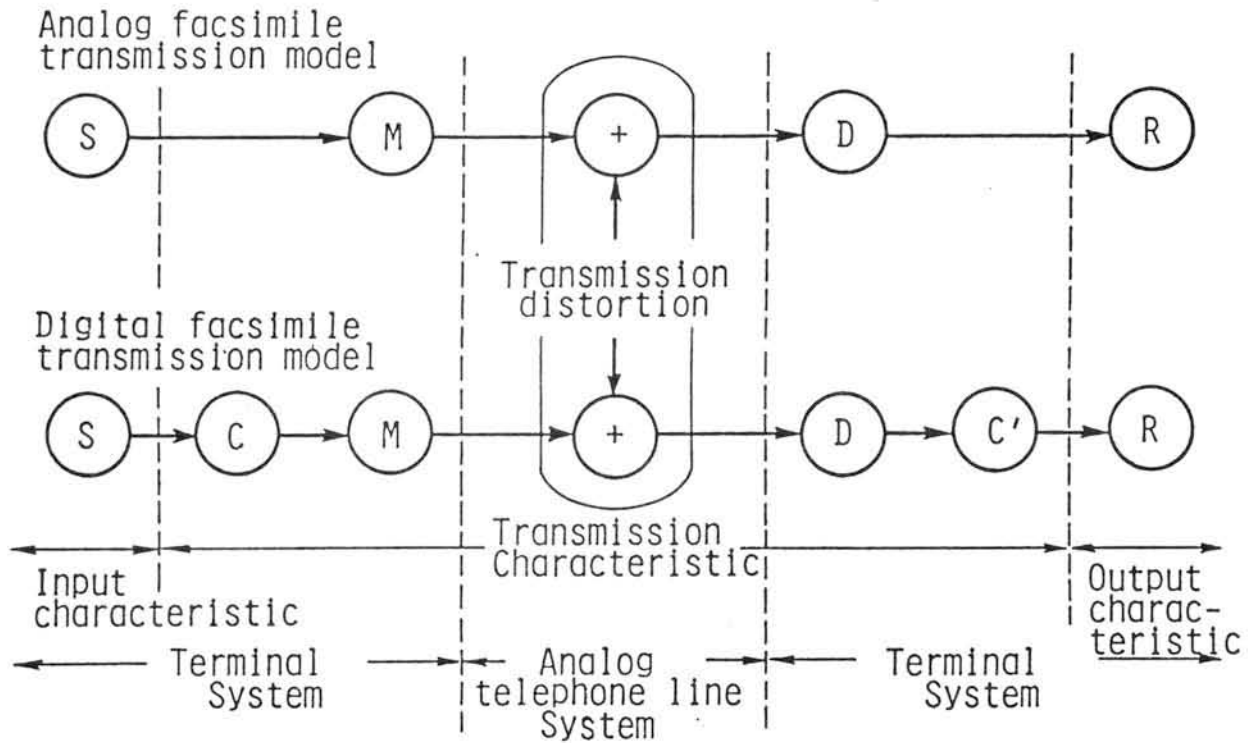 Analog facsimile
transmission model
S M + D R
Transmission
distortion
Digital facsimile
transmission model
S C M + D C' R
Transmission
Characteristic
Input
characteristic
Output
charac-
teristic
Terminal
System
Analog
telephone line
System
Terminal
System